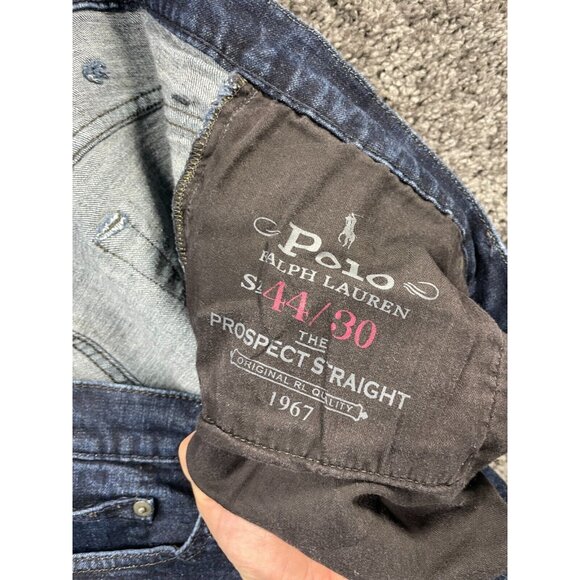 Polo
RALPH LAUREN
44/30
THE
PROSPECT STRAIGHT
ORIGINAL RL QUALITY
1967